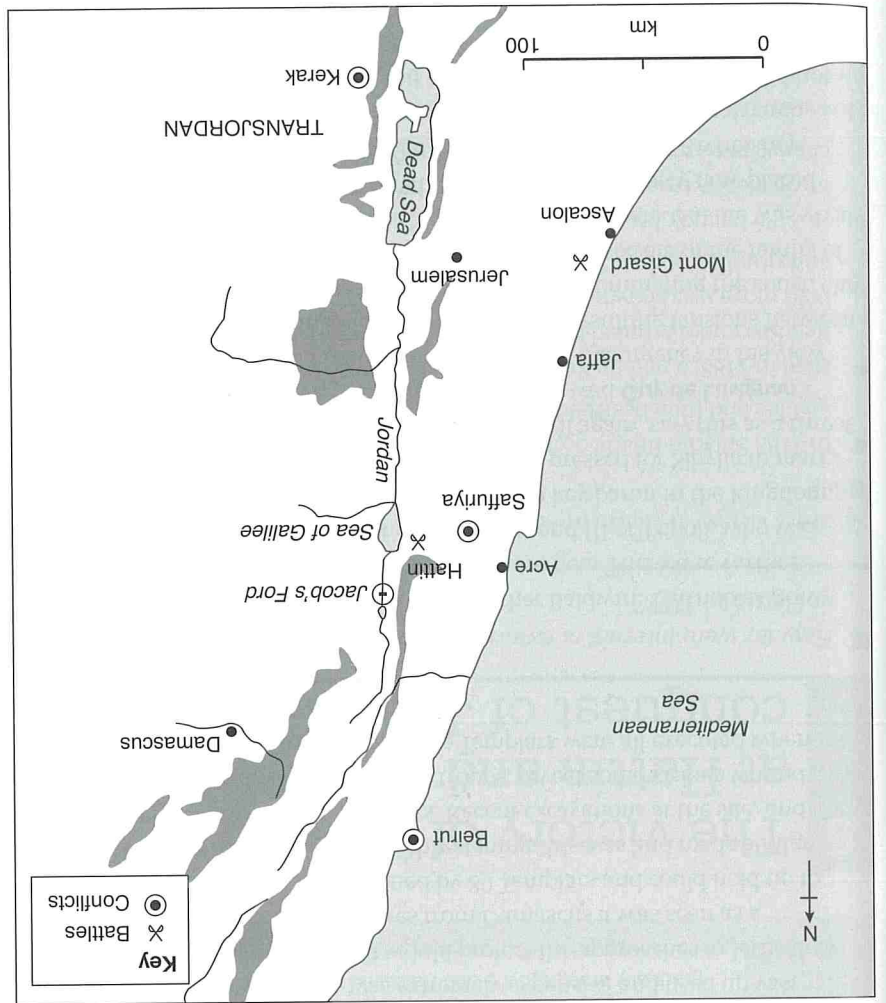 N
Key
Battles
Conflicts
Beirut
Damascus
Mediterranean
Sea
Jacob's Ford
Acre
Hattin
Sea of Galilee
Saffuriya
Jordan
Jaffa
Mont Gisard
Jerusalem
Ascalon
Dead Sea
TRANSJORDAN
Kerak
0 100
km